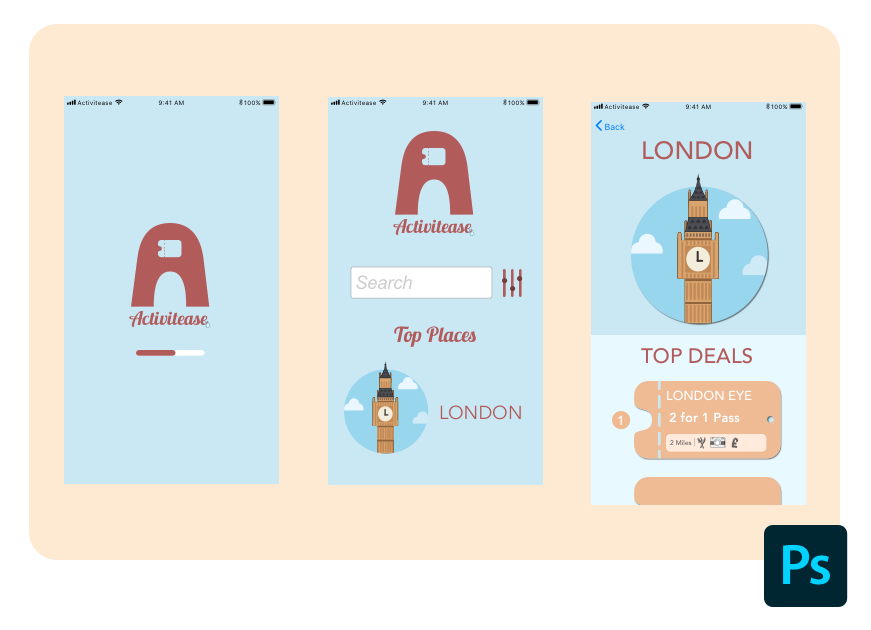 Activitease 9:41 AM 100%
Activitease
Activitease 9:41 AM 100%
Activitease
Search
Top Places
LONDON
Activitease 9:41 AM 100%
Back
LONDON
TOP DEALS
LONDON EYE
2 for 1 Pass
1
2 Miles £
Ps